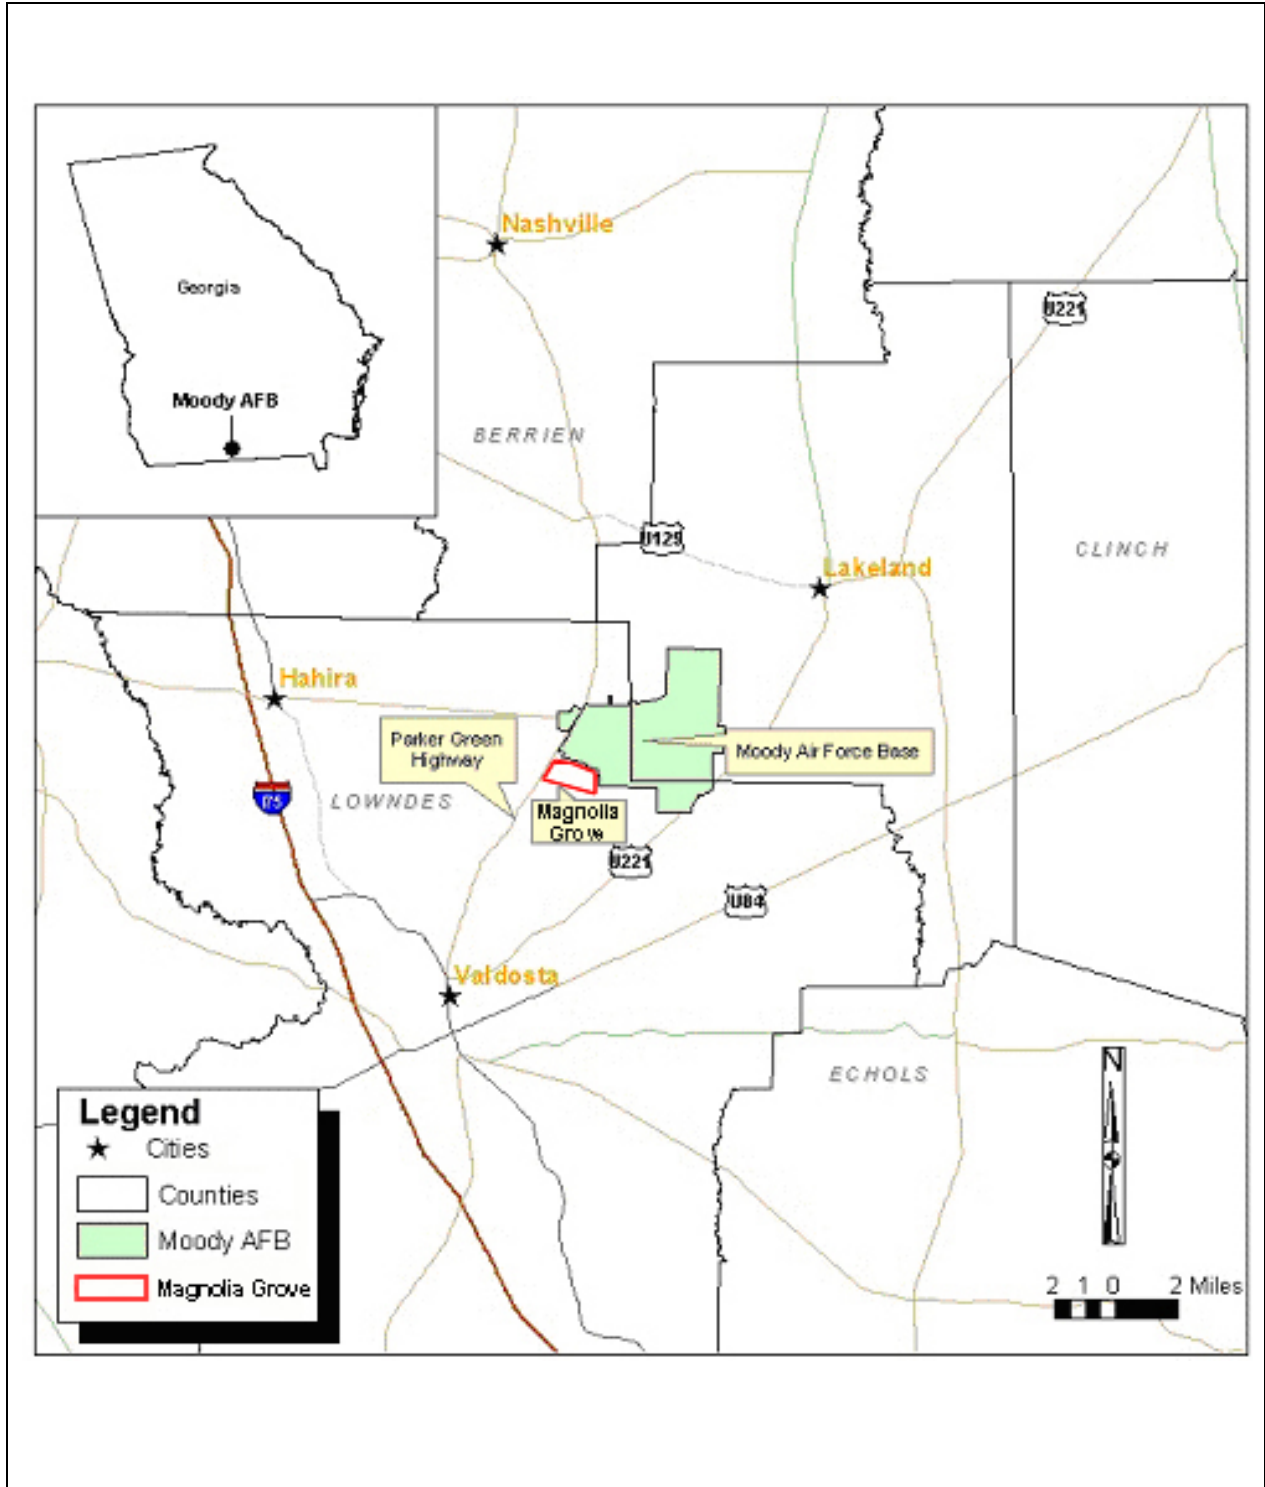 Georgia
Moody AFB
Nashville
U221
BERRIEN
U129
CLINCH
Lakeland
Hahira
Parker Green
Highway
Moody Air Force Base
I75
LOWNDES
Magnolia
Grove
U221
U84
Valdosta
ECHOLS
N
Legend
Cities
Counties
Moody AFB
Magnolia Grove
2 1 0 2 Miles